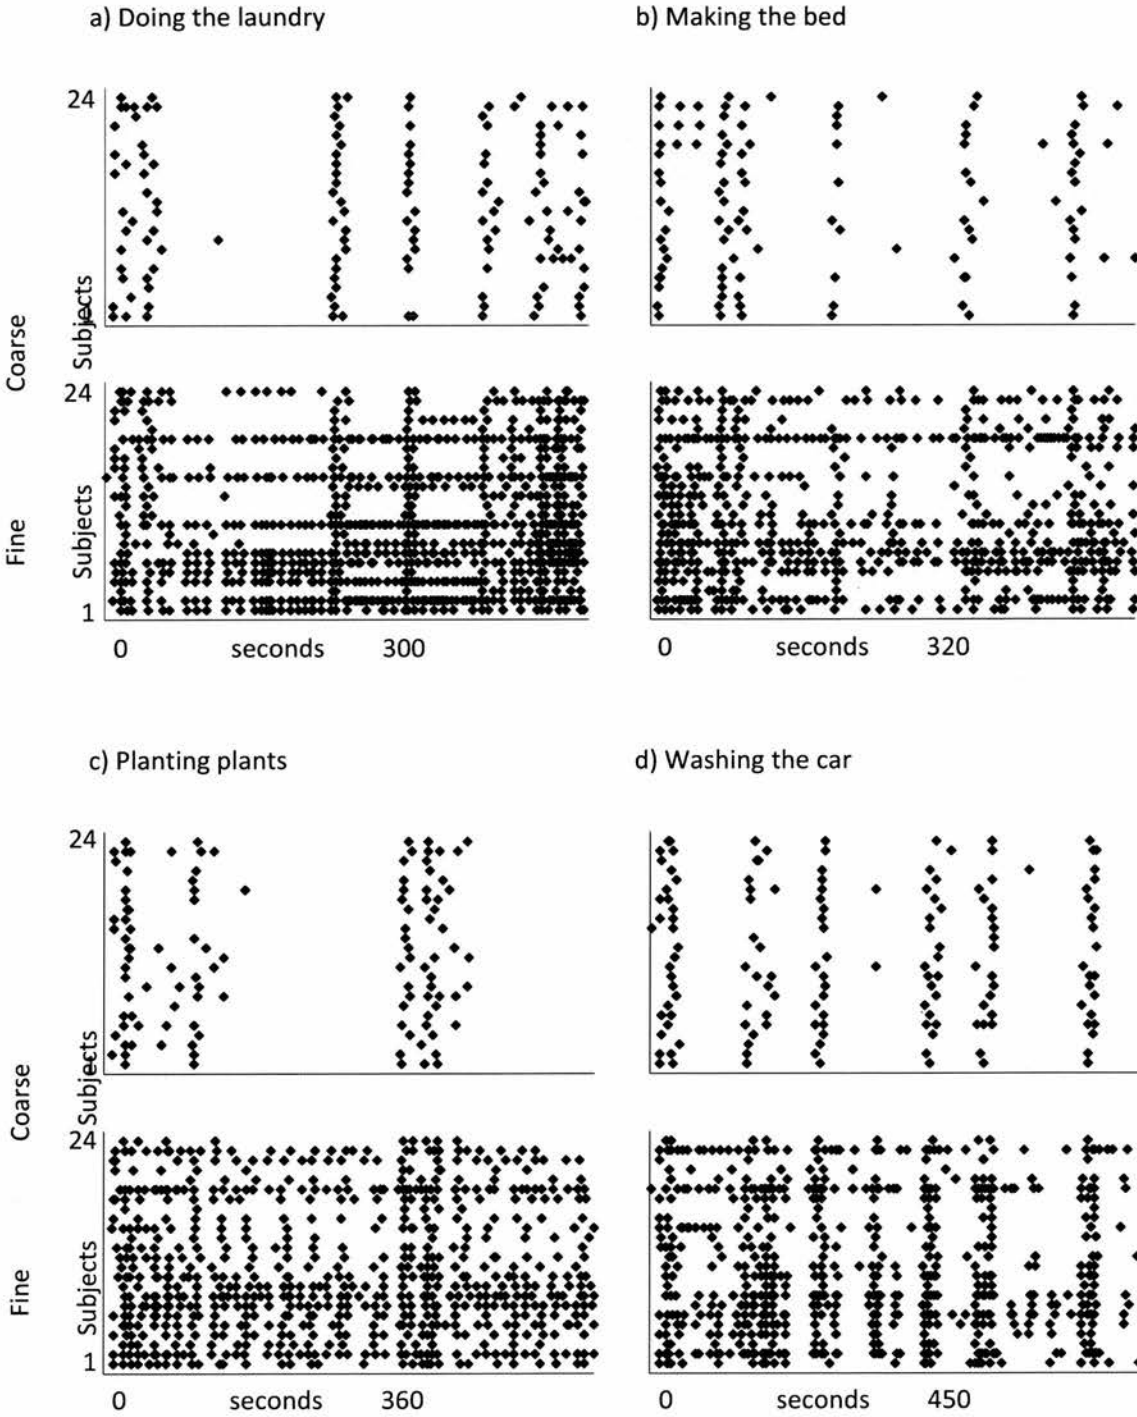 a) Doing the laundry
b) Making the bed
24
Coarse
Subjects
24
Fine
Subjects
1
0 seconds 300
0 seconds 320
c) Planting plants
d) Washing the car
24
Coarse
Subjects
24
Fine
Subjects
1
0 seconds 360
0 seconds 450